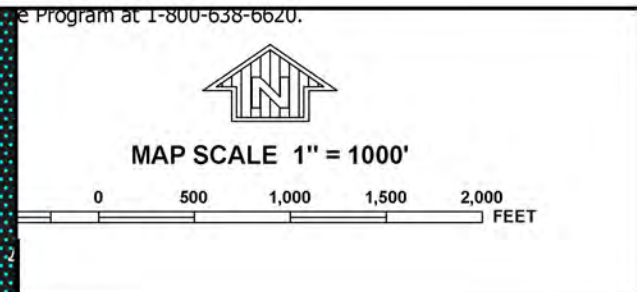 e Program at 1-800-638-6620.
N
MAP SCALE 1" = 1000'
0 500 1,000 1,500 2,000
FEET